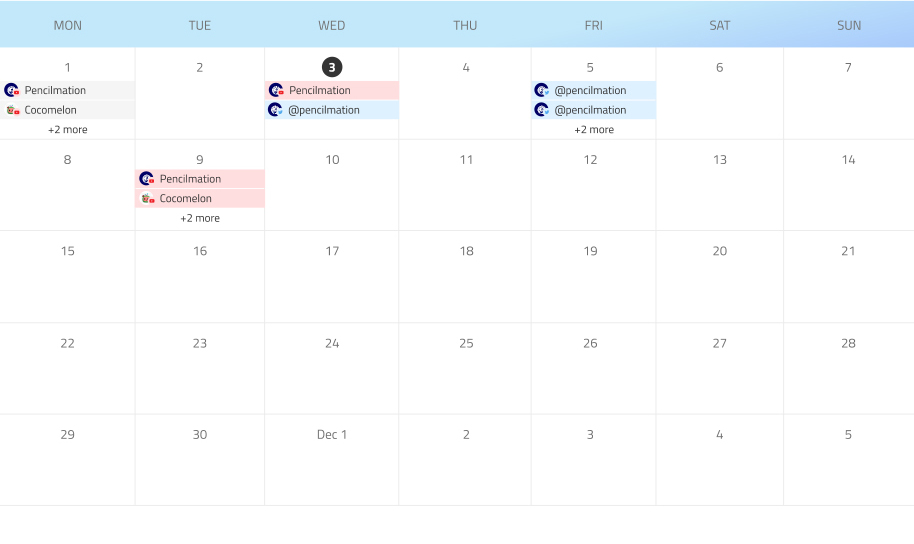 MON TUE WED THU FRI SAT SUN
1 2 3 4 5 6 7
Pencilmation Pencilmation @pencilmation
Cocomelon @pencilmation @pencilmation
+2 more +2 more
8 9 10 11 12 13 14
Pencilmation
Cocomelon
+2 more
15 16 17 18 19 20 21
22 23 24 25 26 27 28
29 30 Dec 1 2 3 4 5